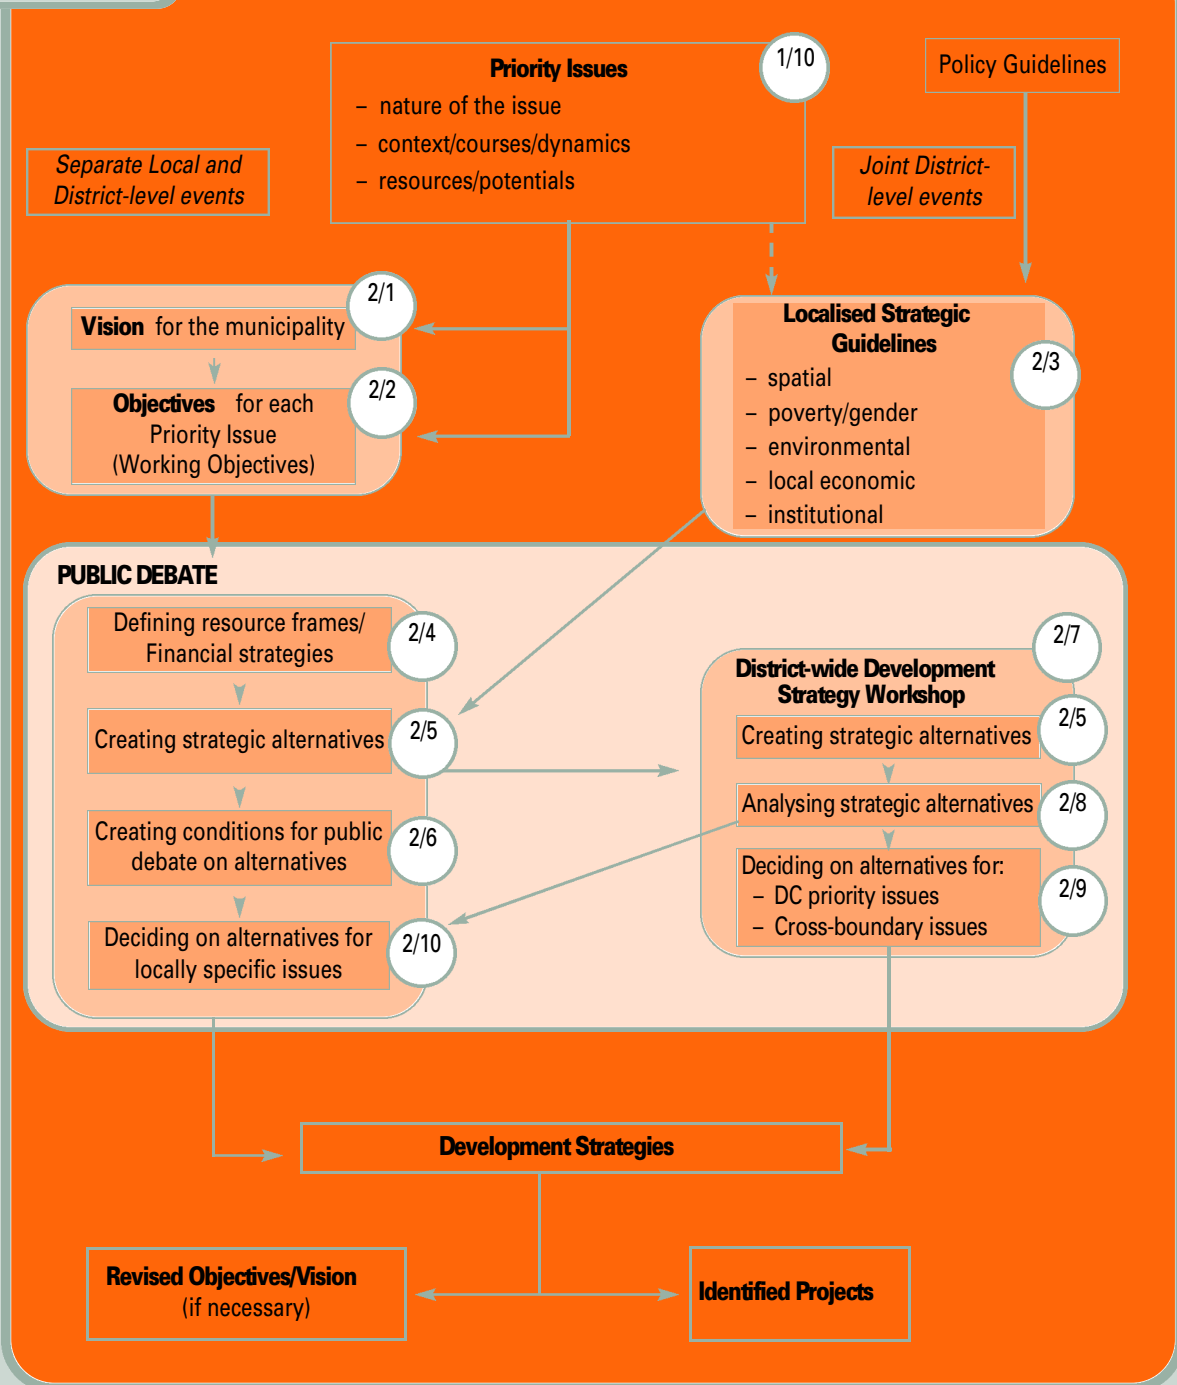 Priority Issues
– nature of the issue
– context/courses/dynamics
– resources/potentials
1/10
Policy Guidelines
Separate Local and
District-level events
Joint District-
level events
2/1
Vision for the municipality
2/2
Objectives for each
Priority Issue
(Working Objectives)
Localised Strategic
Guidelines
2/3
– spatial
– poverty/gender
– environmental
– local economic
– institutional
PUBLIC DEBATE
Defining resource frames/
Financial strategies
2/4
Creating strategic alternatives
2/5
Creating conditions for public
debate on alternatives
2/6
Deciding on alternatives for
locally specific issues
2/10
2/7
District-wide Development
Strategy Workshop
Creating strategic alternatives
2/5
Analysing strategic alternatives
2/8
Deciding on alternatives for:
– DC priority issues
– Cross-boundary issues
2/9
Development Strategies
Revised Objectives/Vision
(if necessary)
Identified Projects